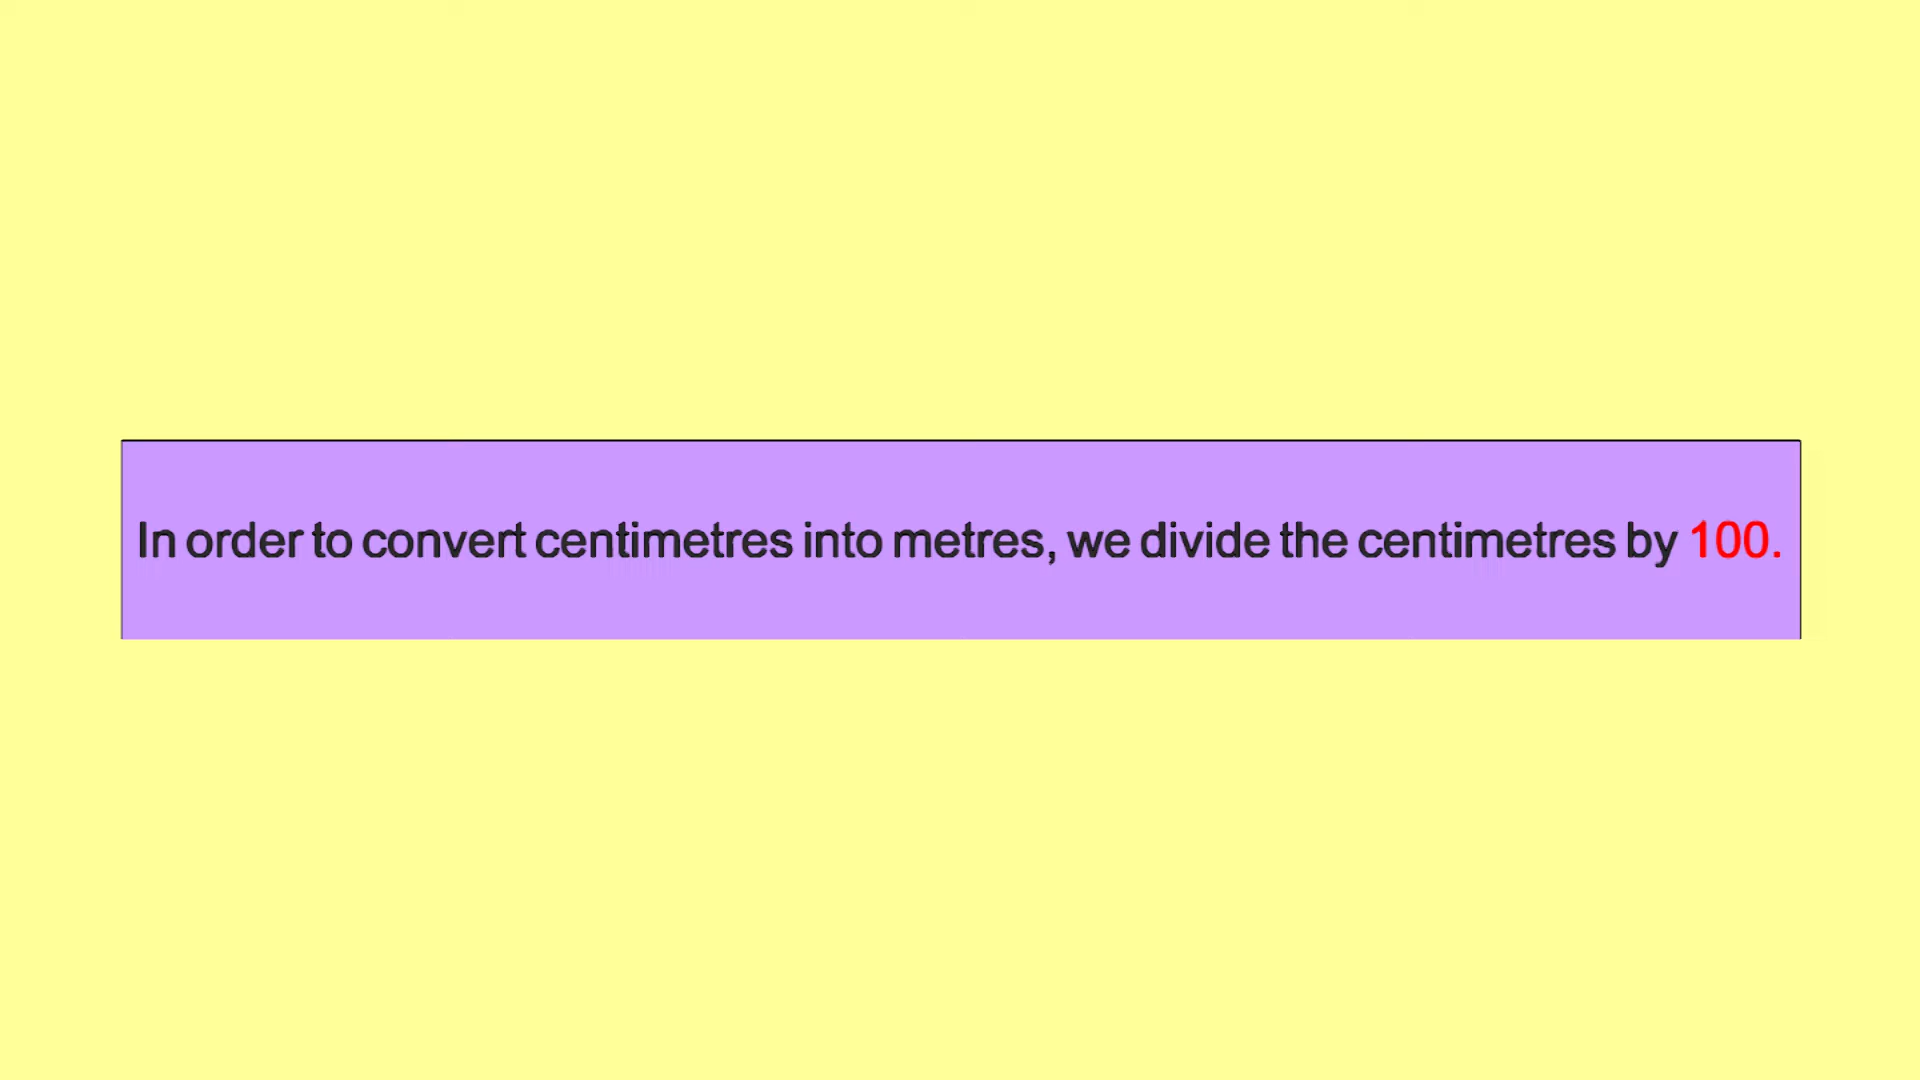 In order to convert centimetres into metres, we divide the centimetres by 100.